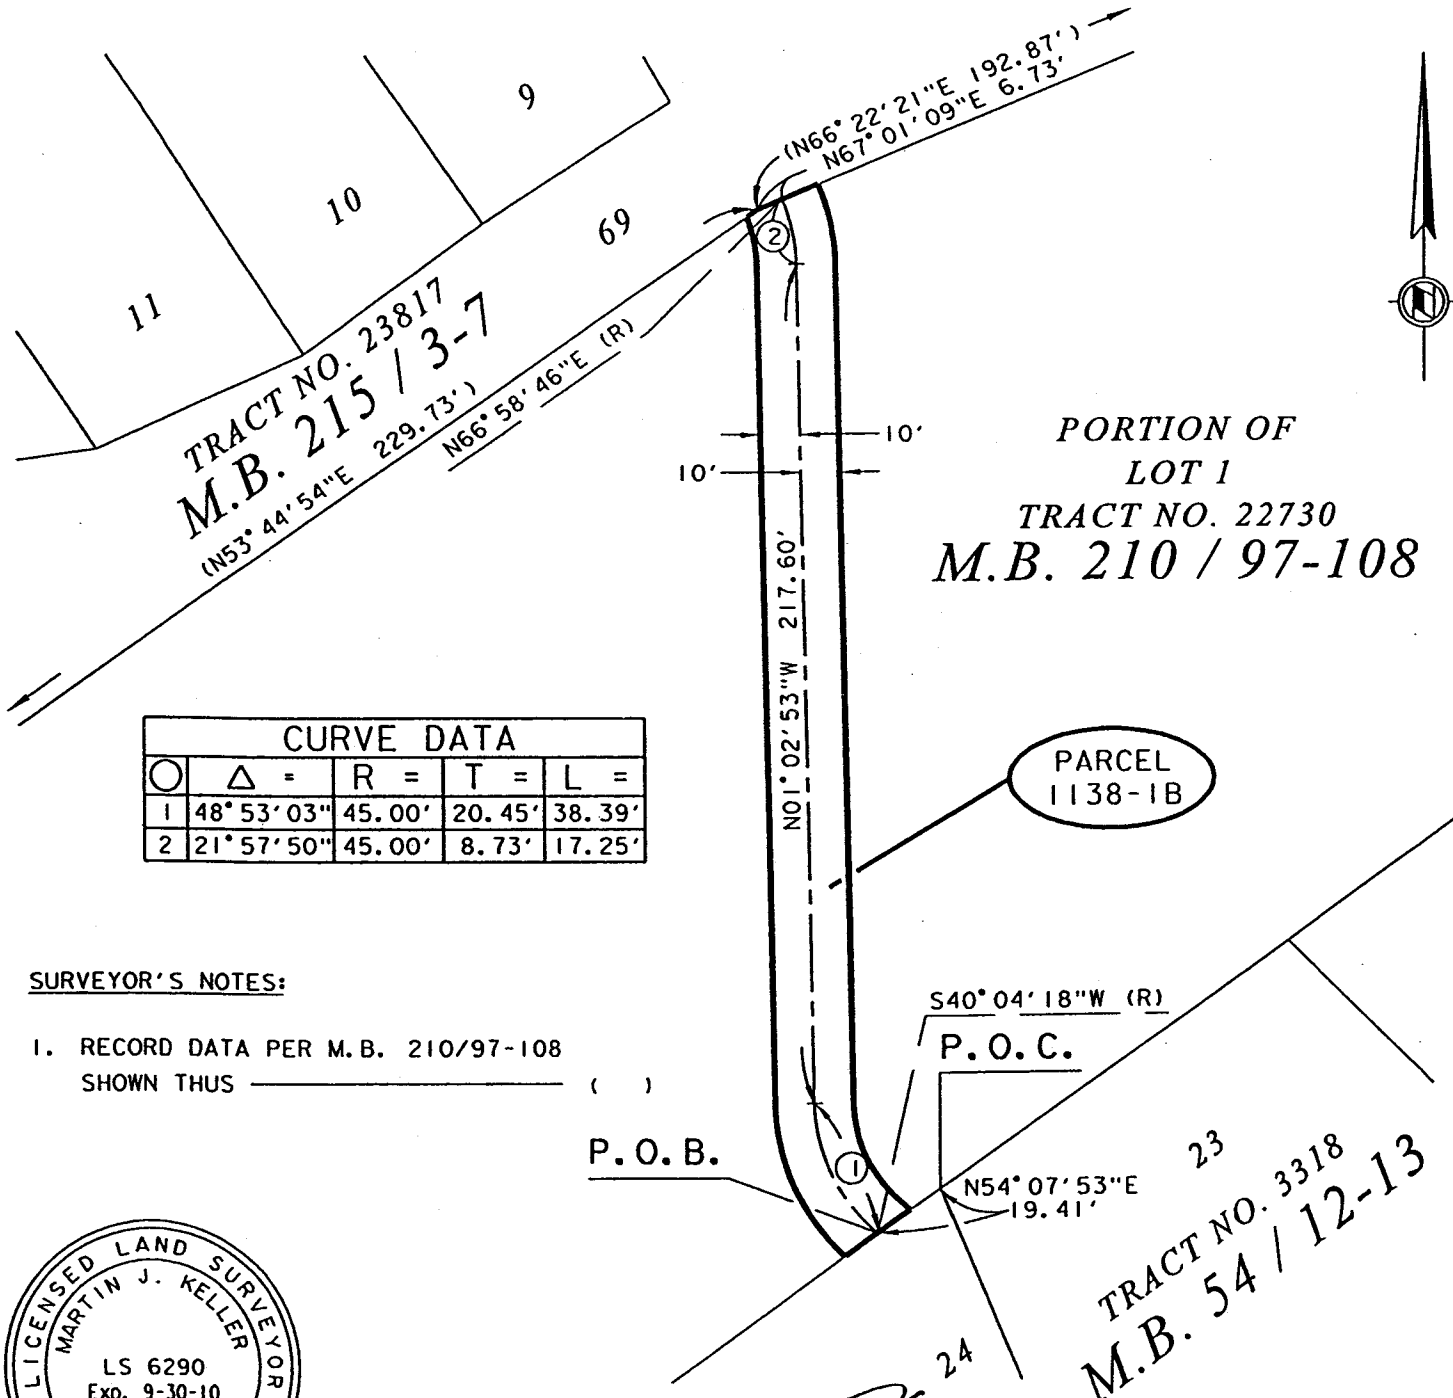 (N66°22'21"E 192.87')
N67°01'09"E 6.73'
9
10
69
11
2
TRACT NO. 23817
M.B. 215 / 3-7
(N53°44'54"E 229.73')
N66°58'46"E (R)
10'
10'
PORTION OF
LOT 1
TRACT NO. 22730
M.B. 210 / 97-108
N01°02'53"W 217.60'
CURVE DATA
△ = R = T = L =
1 48°53'03" 45.00' 20.45' 38.39'
2 21°57'50" 45.00' 8.73' 17.25'
PARCEL
1138-1B
SURVEYOR'S NOTES:
1. RECORD DATA PER M.B. 210/97-108
SHOWN THUS ( )
S40°04'18"W (R)
P.O.C.
P.O.B.
1
N54°07'53"E
19.41'
23
TRACT NO. 3318
M.B. 54 / 12-13
24
LICENSED LAND SURVEYOR
MARTIN J. KELLER
LS 6290
Exp. 9-30-10